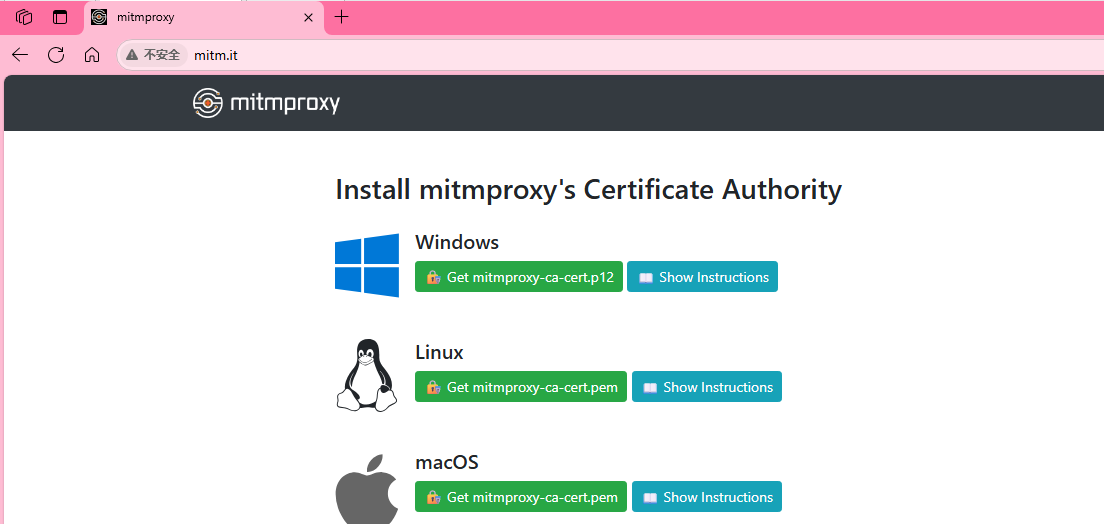 mitmproxy
不安全 mitm.it
mitmproxy
Install mitmproxy's Certificate Authority
Windows
Get mitmproxy-ca-cert.p12 Show Instructions
Linux
Get mitmproxy-ca-cert.pem Show Instructions
macOS
Get mitmproxy-ca-cert.pem Show Instructions